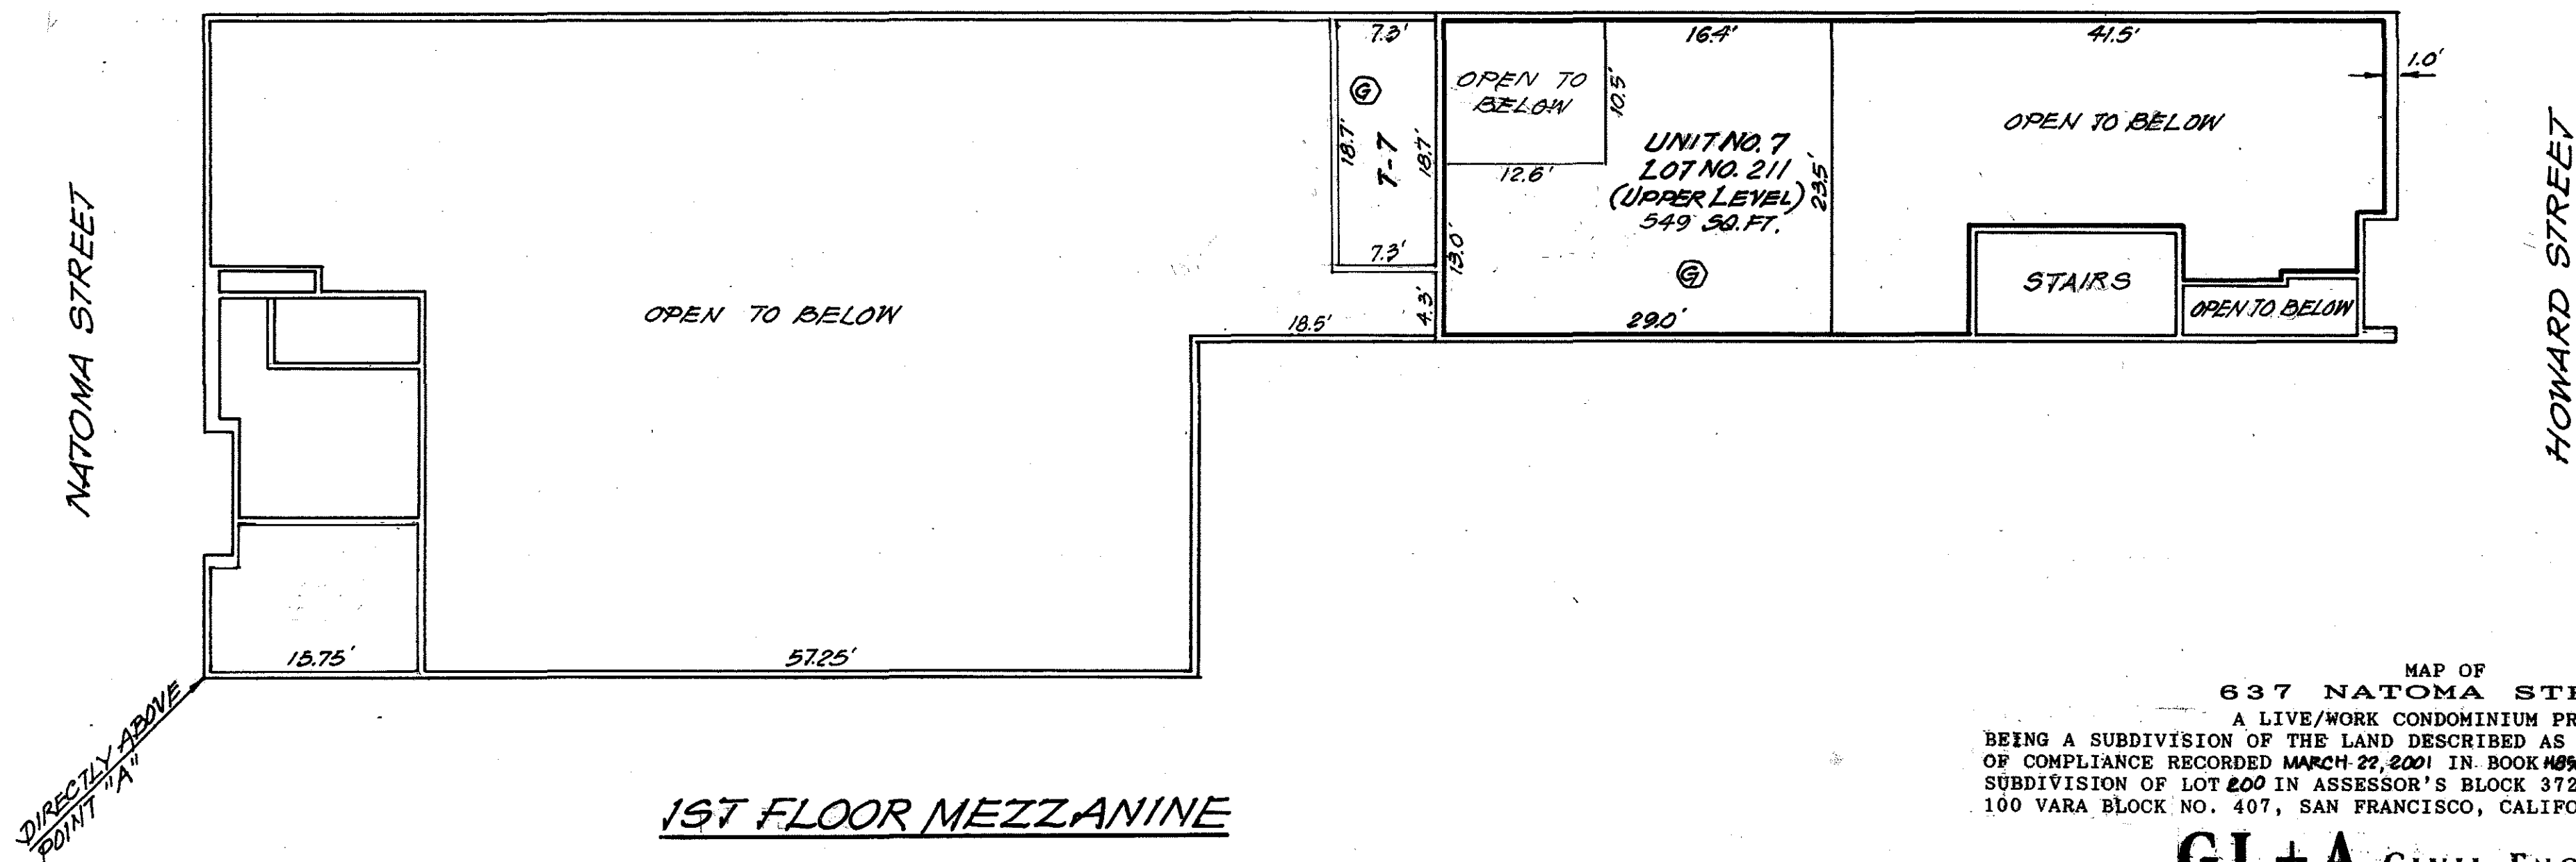 7.3'
16.4'
41.5'
1.0'
G
OPEN TO
BELOW
10.5'
OPEN TO BELOW
18.7'
T-7
18.7'
UNIT NO. 7
LOT NO. 211
(UPPER LEVEL)
549 SQ. FT.
12.6'
23.5'
NATOMA STREET
HOWARD STREET
7.3'
13.0'
G
STAIRS
OPEN TO BELOW
OPEN TO BELOW
18.5'
4.3'
29.0'
15.75'
57.25'
DIRECTLY ABOVE
POINT "A"
1ST FLOOR MEZZANINE
MAP OF
637 NATOMA
A LIVE/WORK CONDOMINIUM
BEING A SUBDIVISION OF THE LAND DESCRIBED AS
OF COMPLIANCE RECORDED MARCH 22, 2001 IN BOOK
SUBDIVISION OF LOT 200 IN ASSESSOR'S BLOCK 372
100 VARA BLOCK NO. 407, SAN FRANCISCO,
GL+A CIVIL